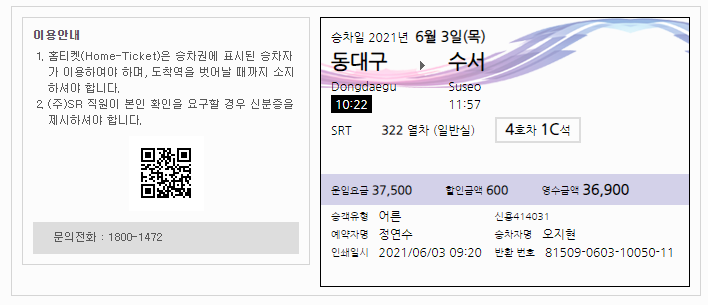 이용안내
1. 홈티켓(Home-Ticket)은 승차권에 표시된 승차자
가 이용하여야 하며, 도착역을 벗어날 때까지 소지
하셔야 합니다.
2. (주)SR 직원이 본인 확인을 요구할 경우 신분증을
제시하셔야 합니다.
문의전화 : 1800-1472
승차일 2021년 6월 3일(목)
동대구 수서
Dongdaegu Suseo
10:22 11:57
SRT 322 열차 (일반실) 4호차 1C석
운임요금 37,500 할인금액 600 영수금액 36,900
승객유형 어른 신용414031
예약자명 정연수 승차자명 오지현
인쇄일시 2021/06/03 09:20 반환 번호 81509-0603-10050-11